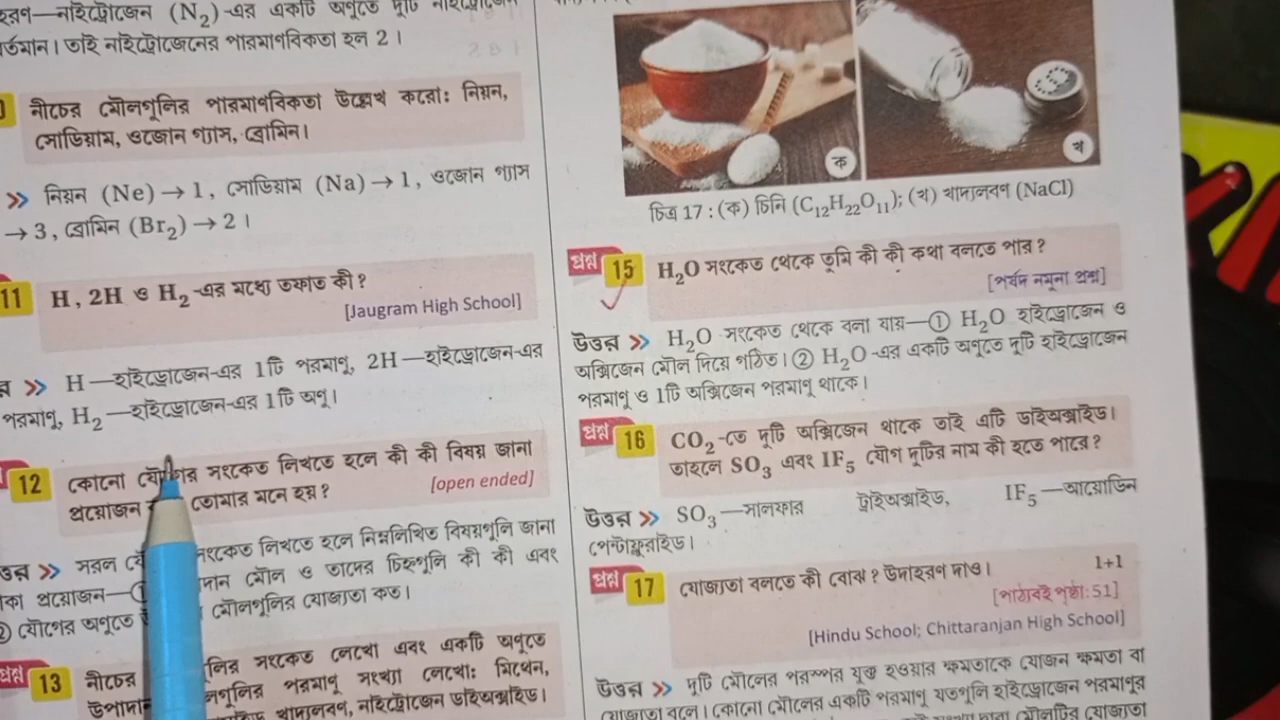 হরণ—নাইট্রোজেন (N₂)-এর একটি অণুতে দুটি নাইট্রোজেন
বর্তমান। তাই নাইট্রোজেনের পারমাণবিকতা হল 2।
নীচের মৌলগুলির পারমাণবিকতা উল্লেখ করো: নিয়ন,
সোডিয়াম, ওজোন গ্যাস, ব্রোমিন।
» নিয়ন (Ne) → 1, সোডিয়াম (Na) → 1, ওজোন গ্যাস
→ 3, ব্রোমিন (Br₂) → 2।
11 H, 2H ও H₂-এর মধ্যে তফাত কী?
[Jaugram High School]
» H—হাইড্রোজেন-এর 1টি পরমাণু, 2H—হাইড্রোজেন-এর
পরমাণু, H₂—হাইড্রোজেন-এর 1টি অণু।
12 কোনো যৌগের সংকেত লিখতে হলে কী কী বিষয় জানা
প্রয়োজন তোমার মনে হয়? [open ended]
» সরল সংকেত লিখতে হলে নিম্নলিখিত বিষয়গুলি জানা
প্রয়োজন—① মৌল ও তাদের চিহ্নগুলি কী কী এবং
② যৌগের অণুতে মৌলগুলির যোজ্যতা কত।
প্রশ্ন 13 নীচের সংকেত লেখো এবং একটি অণুতে
পরমাণু সংখ্যা লেখো: মিথেন,
খাদ্যলবণ, নাইট্রোজেন ডাইঅক্সাইড।
ক
খ
চিত্র 17 : (ক) চিনি (C₁₂H₂₂O₁₁); (খ) খাদ্যলবণ (NaCl)
প্রশ্ন 15 H₂O সংকেত থেকে তুমি কী কী কথা বলতে পার?
[পর্ষদ নমুনা প্রশ্ন]
উত্তর » H₂O সংকেত থেকে বলা যায়—① H₂O হাইড্রোজেন ও
অক্সিজেন মৌল দিয়ে গঠিত। ② H₂O-এর একটি অণুতে দুটি হাইড্রোজেন
পরমাণু ও 1টি অক্সিজেন পরমাণু থাকে।
প্রশ্ন 16 CO₂-তে দুটি অক্সিজেন থাকে তাই এটি ডাইঅক্সাইড।
তাহলে SO₃ এবং IF₅ যৌগ দুটির নাম কী হতে পারে?
উত্তর » SO₃—সালফার ট্রাইঅক্সাইড, IF₅—আয়োডিন
পেন্টাফ্লুরাইড।
প্রশ্ন 17 যোজ্যতা বলতে কী বোঝ? উদাহরণ দাও। 1+1
[পাঠ্যবই পৃষ্ঠা: 51]
[Hindu School; Chittaranjan High School]
উত্তর » দুটি মৌলের পরস্পর যুক্ত হওয়ার ক্ষমতাকে যোজন ক্ষমতা বা
যোজ্যতা বলে। কোনো মৌলের একটি পরমাণু যতগুলি হাইড্রোজেন পরমাণুর